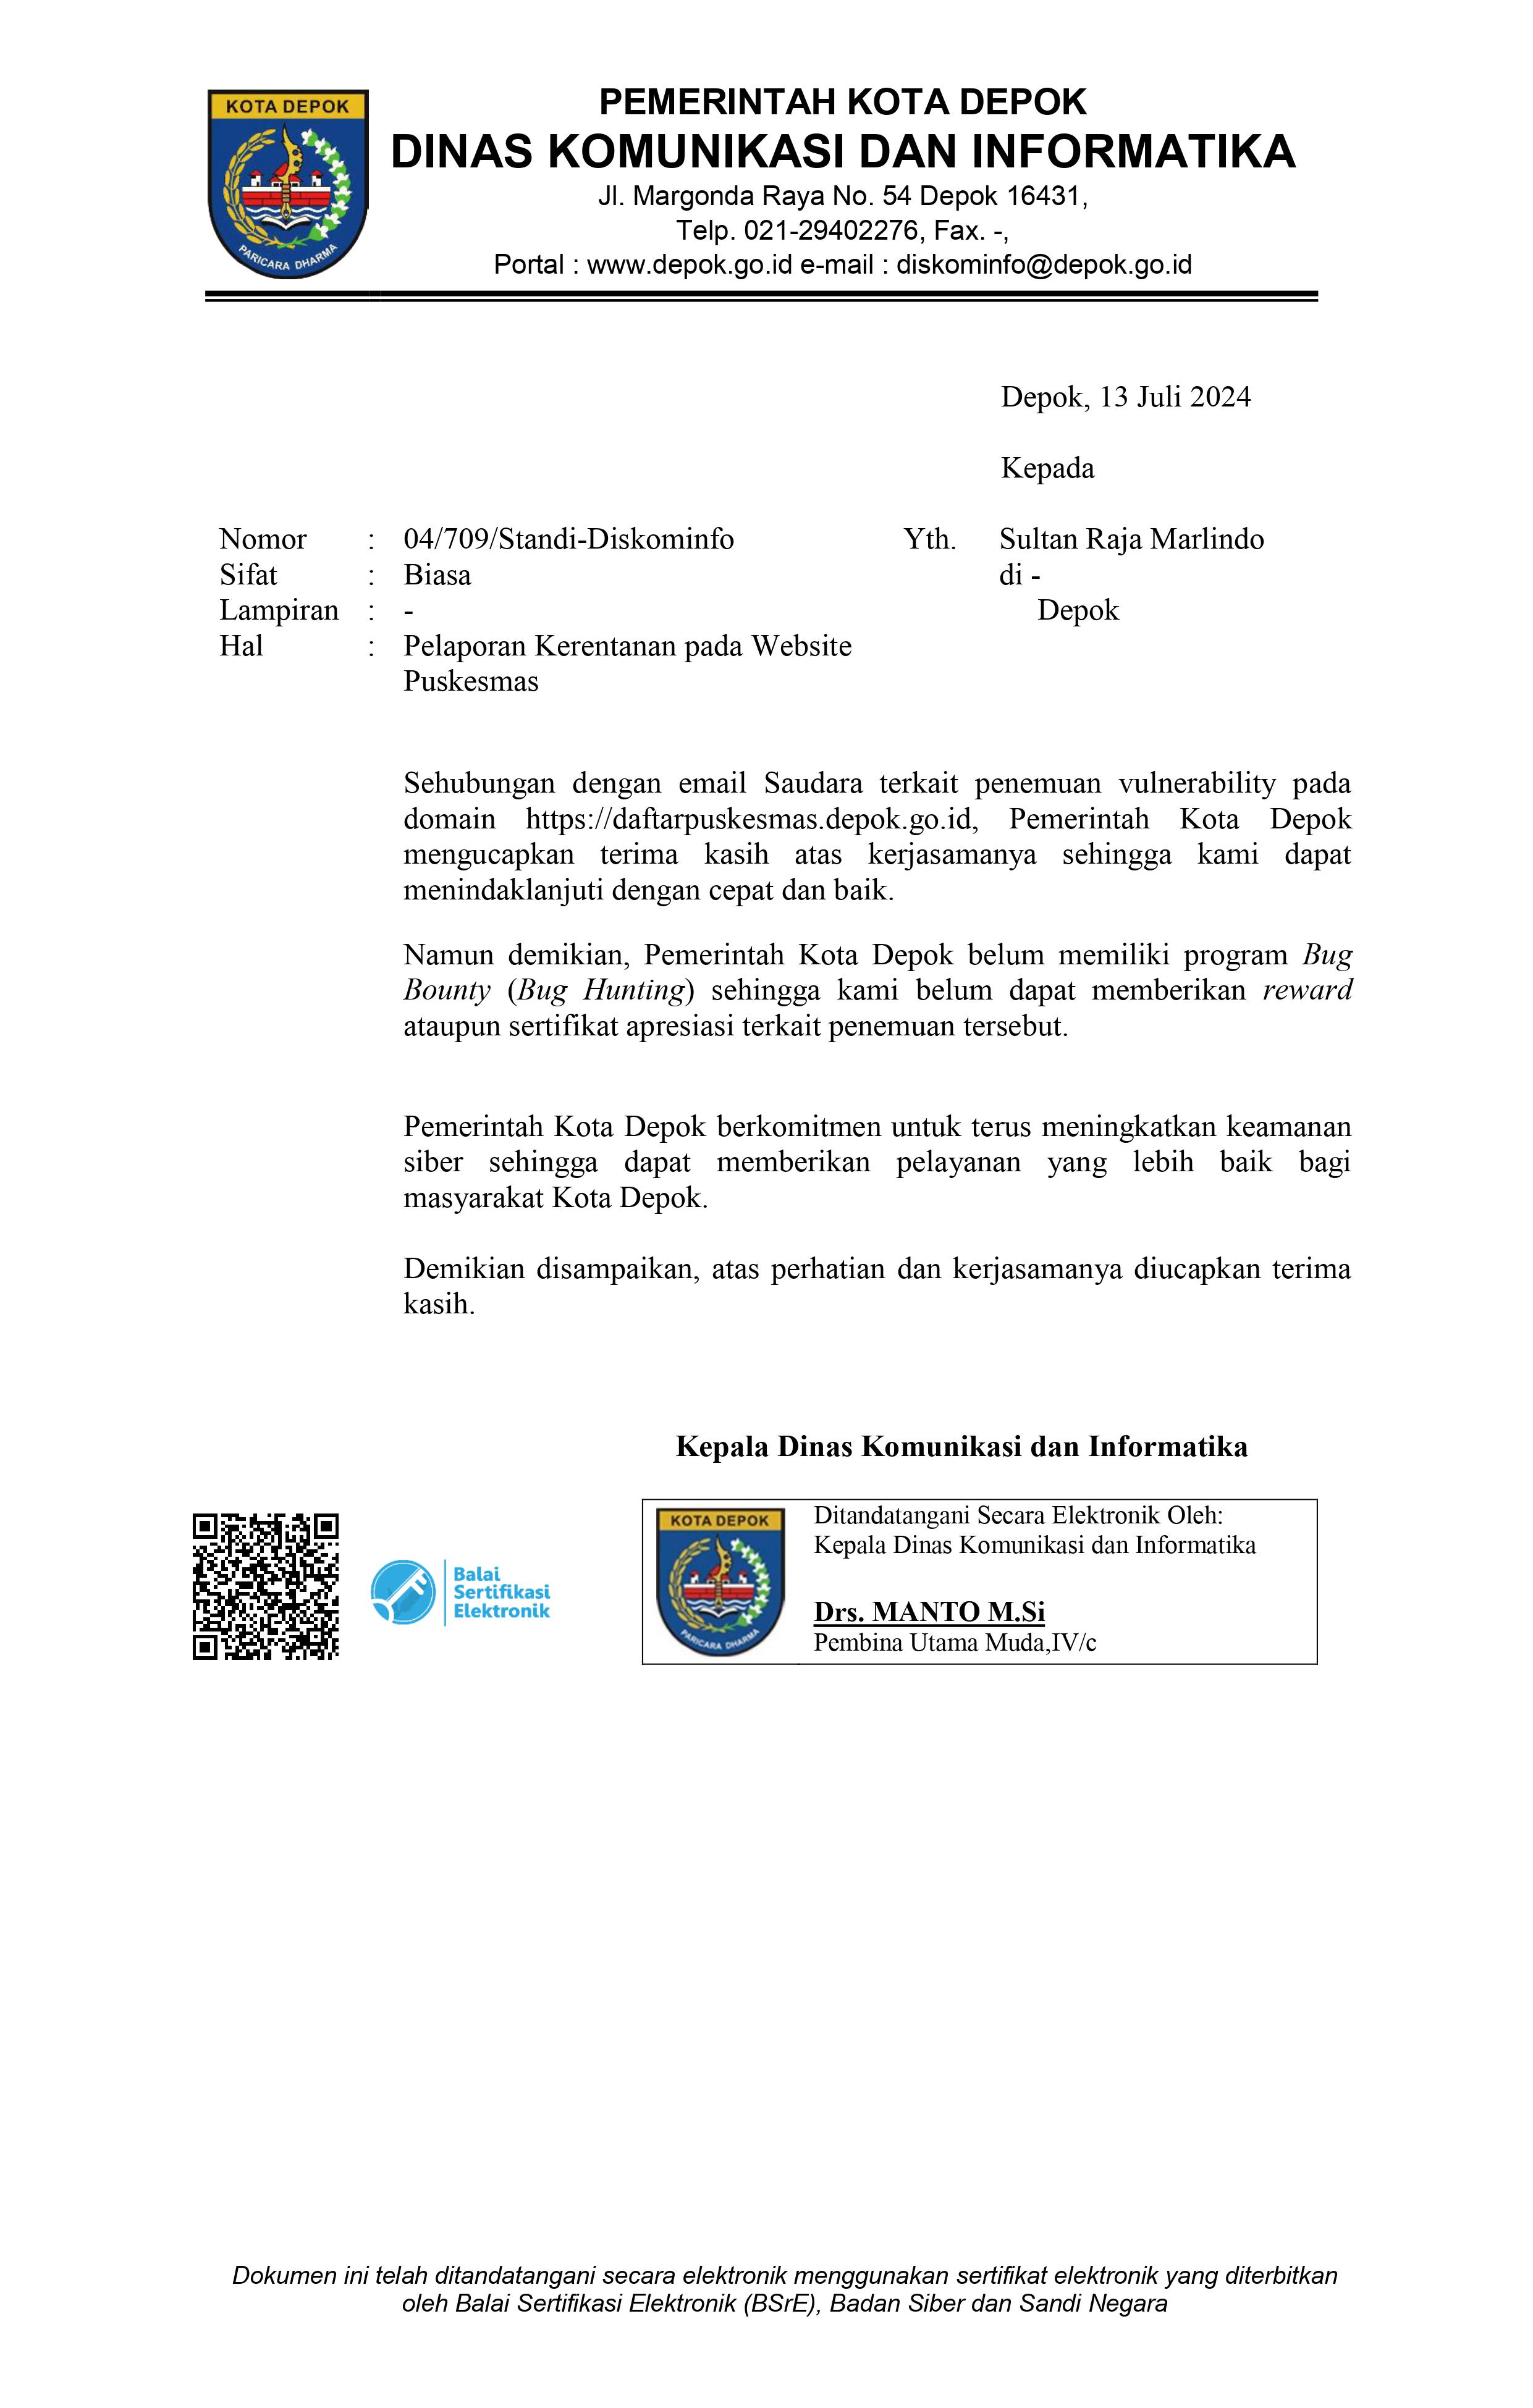 KOTA DEPOK
PARICARA DHARMA
PEMERINTAH KOTA DEPOK
DINAS KOMUNIKASI DAN INFORMATIKA
Jl. Margonda Raya No. 54 Depok 16431,
Telp. 021-29402276, Fax. -,
Portal : www.depok.go.id e-mail : diskominfo@depok.go.id
Depok, 13 Juli 2024
Kepada
Nomor : 04/709/Standi-Diskominfo Yth. Sultan Raja Marlindo
Sifat : Biasa di -
Lampiran : - Depok
Hal : Pelaporan Kerentanan pada Website
Puskesmas
Sehubungan dengan email Saudara terkait penemuan vulnerability pada
domain https://daftarpuskesmas.depok.go.id, Pemerintah Kota Depok
mengucapkan terima kasih atas kerjasamanya sehingga kami dapat
menindaklanjuti dengan cepat dan baik.
Namun demikian, Pemerintah Kota Depok belum memiliki program Bug
Bounty (Bug Hunting) sehingga kami belum dapat memberikan reward
ataupun sertifikat apresiasi terkait penemuan tersebut.
Pemerintah Kota Depok berkomitmen untuk terus meningkatkan keamanan
siber sehingga dapat memberikan pelayanan yang lebih baik bagi
masyarakat Kota Depok.
Demikian disampaikan, atas perhatian dan kerjasamanya diucapkan terima
kasih.
Kepala Dinas Komunikasi dan Informatika
Balai
Sertifikasi
Elektronik
KOTA DEPOK
PARICARA DHARMA
Ditandatangani Secara Elektronik Oleh:
Kepala Dinas Komunikasi dan Informatika
Drs. MANTO M.Si
Pembina Utama Muda,IV/c
Dokumen ini telah ditandatangani secara elektronik menggunakan sertifikat elektronik yang diterbitkan
oleh Balai Sertifikasi Elektronik (BSrE), Badan Siber dan Sandi Negara